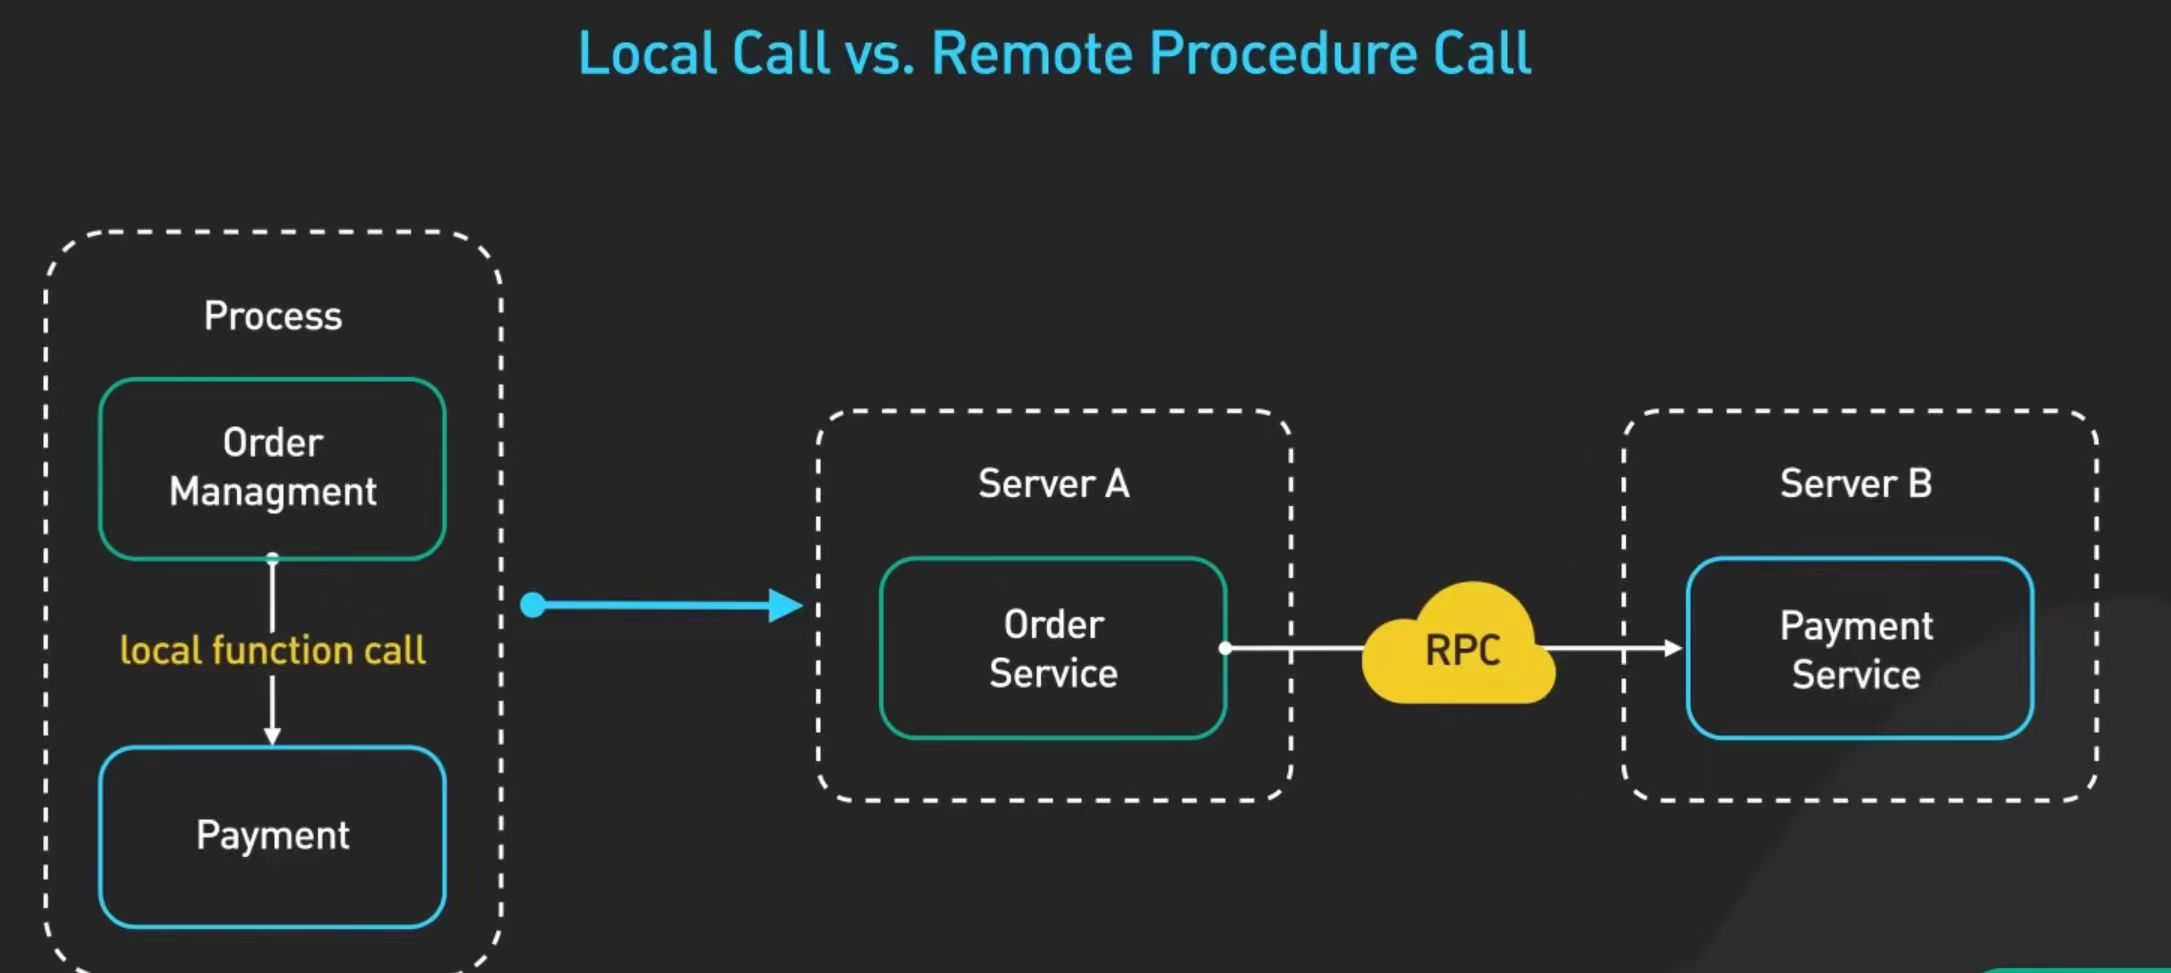 Local Call vs. Remote Procedure Call
Process
Order
Managment
local function call
Payment
Server A
Order
Service
RPC
Server B
Payment
Service